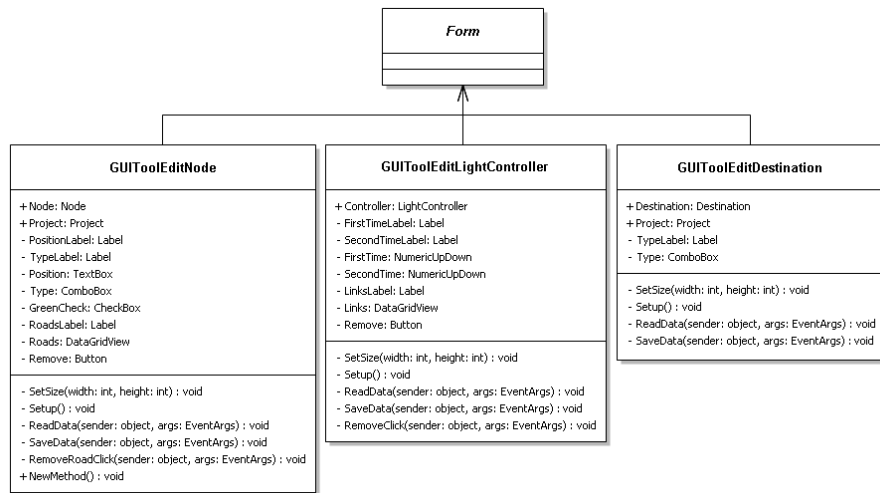 Form
GUIToolEditNode
+ Node: Node
+ Project: Project
- PositionLabel: Label
- TypeLabel: Label
- Position: TextBox
- Type: ComboBox
- GreenCheck: CheckBox
- RoadsLabel: Label
- Roads: DataGridView
- Remove: Button
- SetSize(width: int, height: int) : void
- Setup() : void
- ReadData(sender: object, args: EventArgs) : void
- SaveData(sender: object, args: EventArgs) : void
- RemoveRoadClick(sender: object, args: EventArgs) : void
+ NewMethod() : void
GUIToolEditLightController
+ Controller: LightController
- FirstTimeLabel: Label
- SecondTimeLabel: Label
- FirstTime: NumericUpDown
- SecondTime: NumericUpDown
- LinksLabel: Label
- Links: DataGridView
- Remove: Button
- SetSize(width: int, height: int) : void
- Setup() : void
- ReadData(sender: object, args: EventArgs) : void
- SaveData(sender: object, args: EventArgs) : void
- RemoveClick(sender: object, args: EventArgs) : void
GUIToolEditDestination
+ Destination: Destination
+ Project: Project
- TypeLabel: Label
- Type: ComboBox
- SetSize(width: int, height: int) : void
- Setup() : void
- ReadData(sender: object, args: EventArgs) : void
- SaveData(sender: object, args: EventArgs) : void